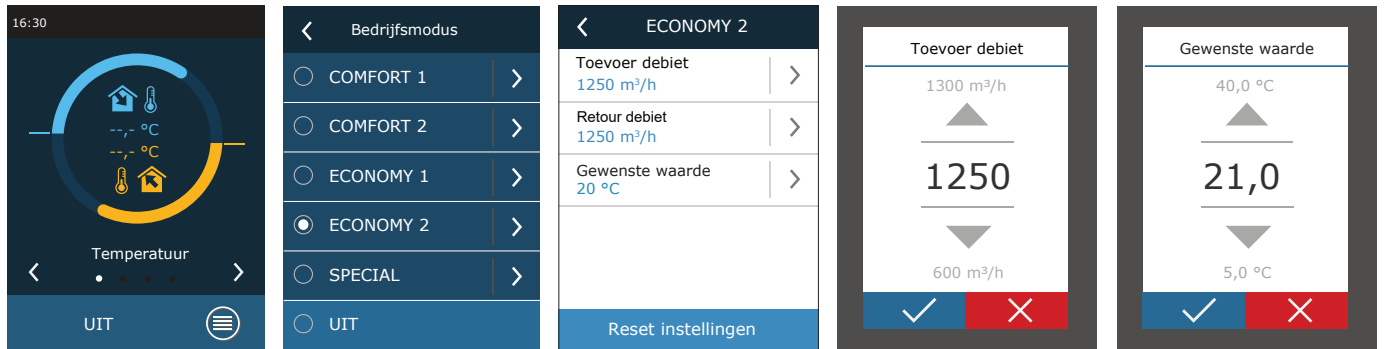 16:30
--,- °C
--,- °C
Temperatuur
UIT
Bedrijfsmodus
COMFORT 1
COMFORT 2
ECONOMY 1
ECONOMY 2
SPECIAL
UIT
ECONOMY 2
Toevoer debiet
1250 m³/h
Retour debiet
1250 m³/h
Gewenste waarde
20 °C
Reset instellingen
Toevoer debiet
1300 m³/h
1250
600 m³/h
Gewenste waarde
40,0 °C
21,0
5,0 °C